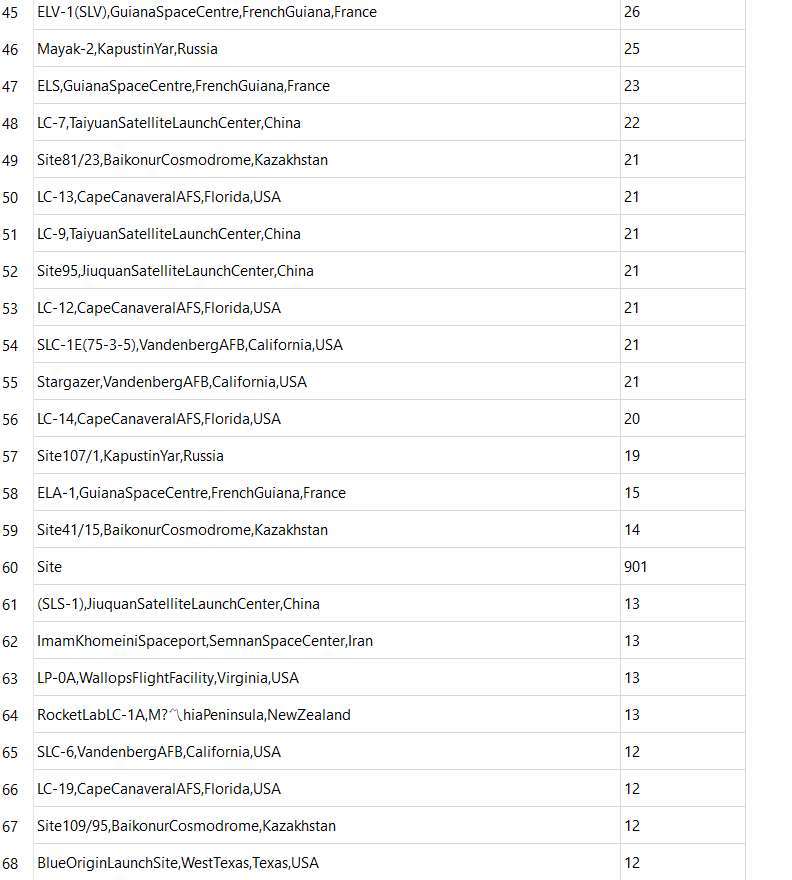 45 ELV-1(SLV),GuianaSpaceCentre,FrenchGuiana,France 26
46 Mayak-2,KapustinYar,Russia 25
47 ELS,GuianaSpaceCentre,FrenchGuiana,France 23
48 LC-7,TaiyuanSatelliteLaunchCenter,China 22
49 Site81/23,BaikonurCosmodrome,Kazakhstan 21
50 LC-13,CapeCanaveralAFS,Florida,USA 21
51 LC-9,TaiyuanSatelliteLaunchCenter,China 21
52 Site95,JiuquanSatelliteLaunchCenter,China 21
53 LC-12,CapeCanaveralAFS,Florida,USA 21
54 SLC-1E(75-3-5),VandenbergAFB,California,USA 21
55 Stargazer,VandenbergAFB,California,USA 21
56 LC-14,CapeCanaveralAFS,Florida,USA 20
57 Site107/1,KapustinYar,Russia 19
58 ELA-1,GuianaSpaceCentre,FrenchGuiana,France 15
59 Site41/15,BaikonurCosmodrome,Kazakhstan 14
60 Site 901
61 (SLS-1),JiuquanSatelliteLaunchCenter,China 13
62 ImamKhomeiniSpaceport,SemnanSpaceCenter,Iran 13
63 LP-0A,WallopsFlightFacility,Virginia,USA 13
64 RocketLabLC-1A,M?〽hiaPeninsula,NewZealand 13
65 SLC-6,VandenbergAFB,California,USA 12
66 LC-19,CapeCanaveralAFS,Florida,USA 12
67 Site109/95,BaikonurCosmodrome,Kazakhstan 12
68 BlueOriginLaunchSite,WestTexas,Texas,USA 12